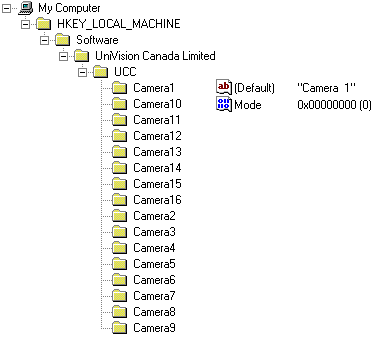 My Computer
HKEY_LOCAL_MACHINE
Software
UniVision Canada Limited
UCC
Camera1 (Default) "Camera 1"
Camera10 Mode 0x00000000 (0)
Camera11
Camera12
Camera13
Camera14
Camera15
Camera16
Camera2
Camera3
Camera4
Camera5
Camera6
Camera7
Camera8
Camera9